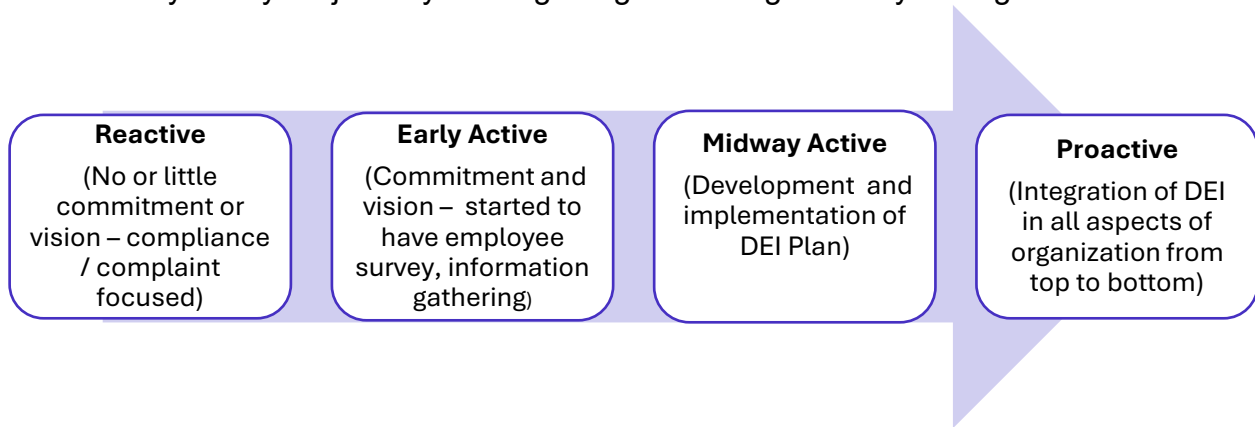 Reactive
(No or little
commitment or
vision – compliance
/ complaint
focused)
Early Active
(Commitment and
vision – started to
have employee
survey, information
gathering)
Midway Active
(Development and
implementation of
DEI Plan)
Proactive
(Integration of DEI
in all aspects of
organization from
top to bottom)